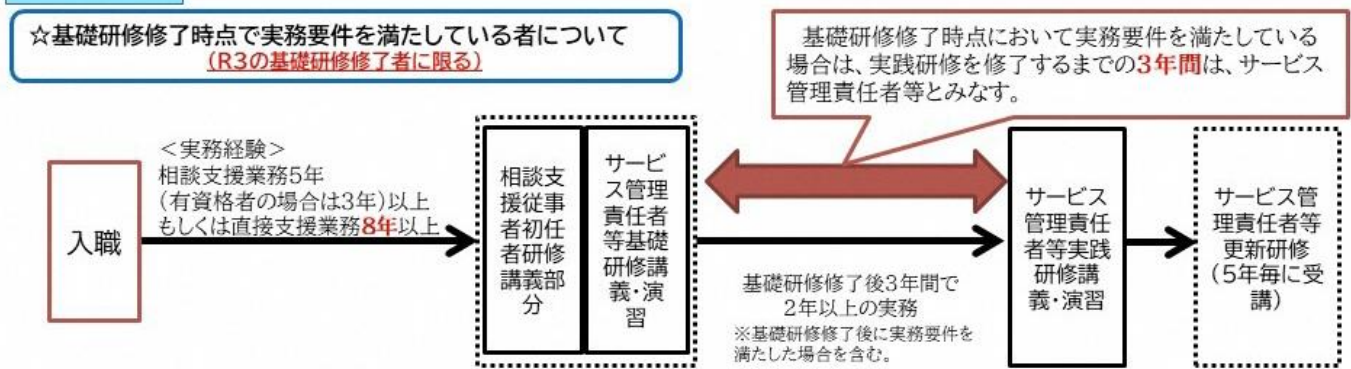 ☆基礎研修修了時点で実務要件を満たしている者について
(R3の基礎研修修了者に限る)
基礎研修修了時点において実務要件を満たしている
場合は、実践研修を修了するまでの3年間は、サービス
管理責任者等とみなす。
入職
＜実務経験＞
相談支援業務5年
(有資格者の場合は3年)以上
もしくは直接支援業務8年以上
相談支
援従事
者初任
者研修
講義部
分
サービ
ス管理
責任者
等基礎
研修講
義・演
習
基礎研修修了後3年間で
2年以上の実務
※基礎研修修了後に実務要件を
満たした場合を含む。
サービス
管理責任
者等実践
研修講
義・演習
サービス管
理責任者等
更新研修
(5年毎に受
講)